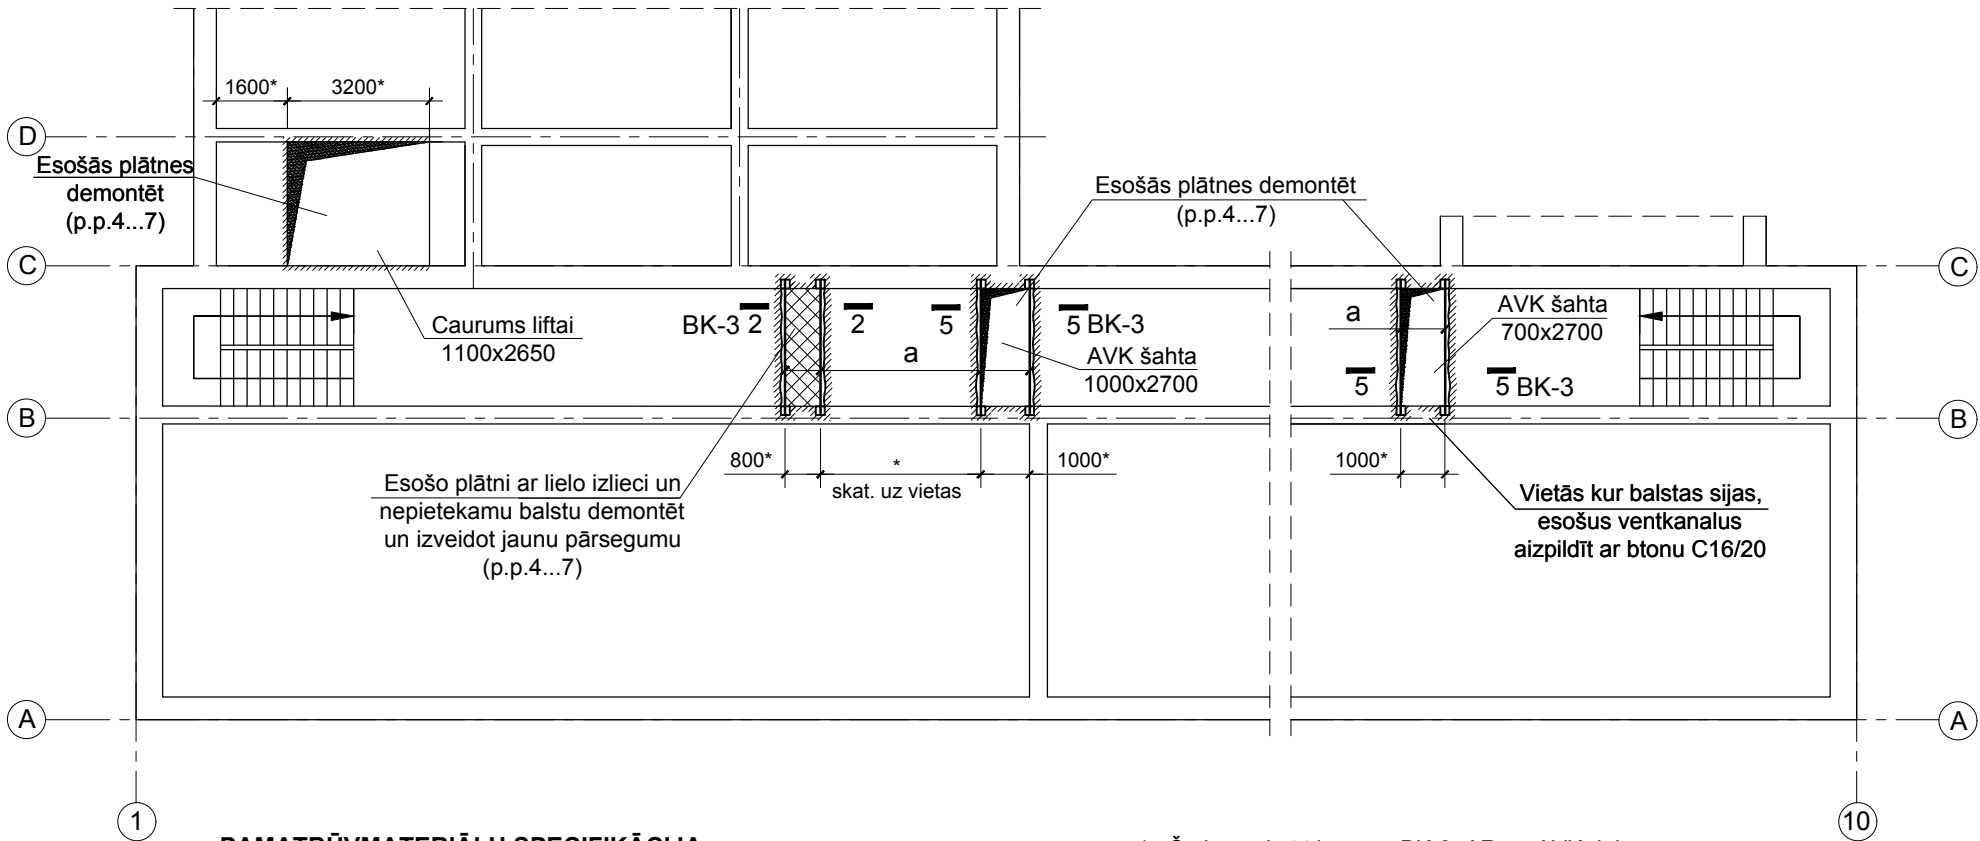 1600*
3200*
D
Esošās plātnes
demontēt
(p.p.4...7)
Esošās plātnes demontēt
(p.p.4...7)
C
C
Caurums liftai
1100x2650
BK-3
2
2
5
5
BK-3
a
AVK šahta
1000x2700
a
AVK šahta
700x2700
5
5
BK-3
B
B
800*
*
skat. uz vietas
1000*
1000*
Esošo plātni ar lielo izlieci un
nepietekamu balstu demontēt
un izveidot jaunu pārsegumu
(p.p.4...7)
Vietās kur balstas sijas,
esošus ventkanalus
aizpildīt ar btonu C16/20
A
A
1
10
PAMATBŪVMATERIĀLU SPECIFIKĀCIJA